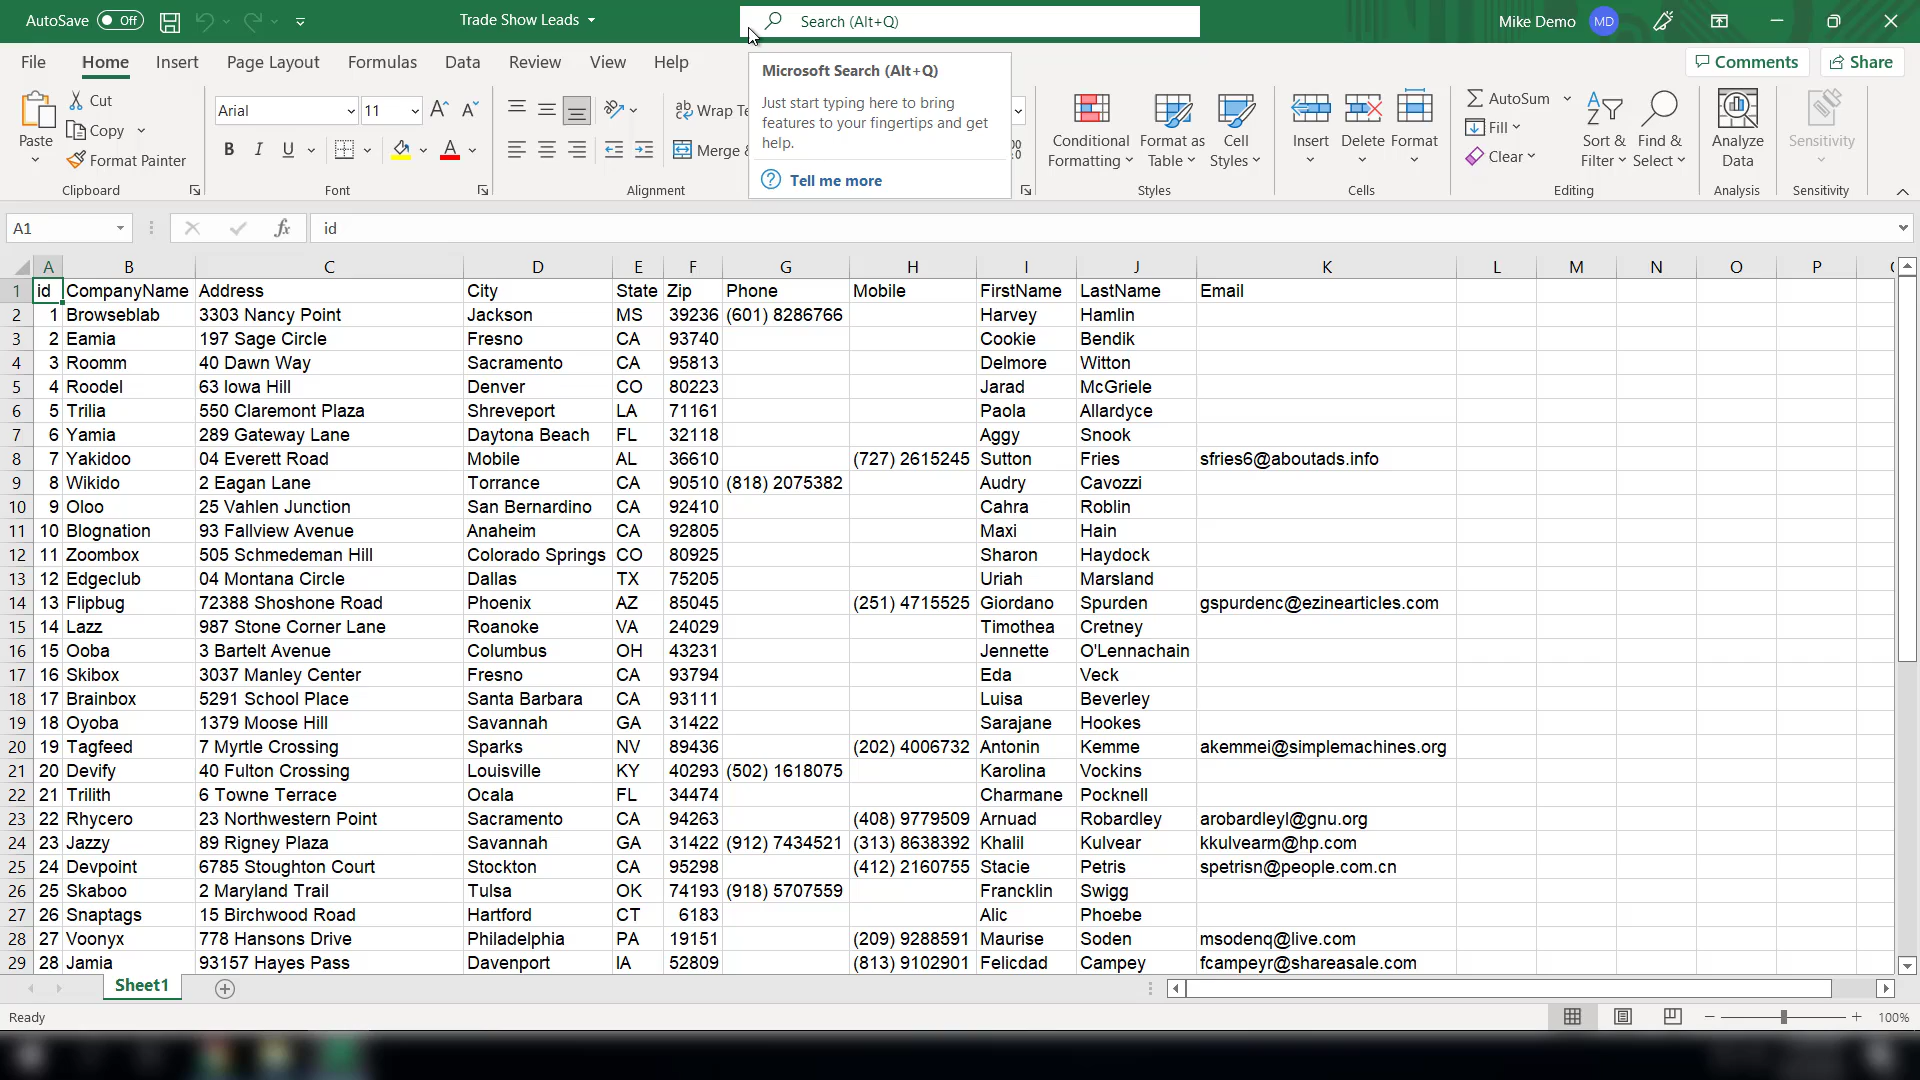 AutoSave Off Trade Show Leads Search (Alt+Q) Mike Demo MD
File Home Insert Page Layout Formulas Data Review View Help Comments Share
Microsoft Search (Alt+Q)
Just start typing here to bring
features to your fingertips and get
help.
Tell me more
Paste Cut
Copy
Format Painter
Clipboard
Arial 11
B I U
Font
Wrap Te
Merge &
Alignment
Conditional Formatting
Format as Table
Cell Styles
Styles
Insert Delete Format
Cells
AutoSum
Fill
Clear
Sort & Filter
Find & Select
Editing
Analyze Data
Analysis
Sensitivity
Sensitivity
A1 fx id
A B C D E F G H I J K L M N O P
1 id CompanyName Address City State Zip Phone Mobile FirstName LastName Email
2 1 Browseblab 3303 Nancy Point Jackson MS 39236 (601) 8286766 Harvey Hamlin
3 2 Eamia 197 Sage Circle Fresno CA 93740 Cookie Bendik
4 3 Roomm 40 Dawn Way Sacramento CA 95813 Delmore Witton
5 4 Roodel 63 Iowa Hill Denver CO 80223 Jarad McGriele
6 5 Trilia 550 Claremont Plaza Shreveport LA 71161 Paola Allardyce
7 6 Yamia 289 Gateway Lane Daytona Beach FL 32118 Aggy Snook
8 7 Yakidoo 04 Everett Road Mobile AL 36610 (727) 2615245 Sutton Fries sfries6@aboutads.info
9 8 Wikido 2 Eagan Lane Torrance CA 90510 (818) 2075382 Audry Cavozzi
10 9 Oloo 25 Vahlen Junction San Bernardino CA 92410 Cahra Roblin
11 10 Blognation 93 Fallview Avenue Anaheim CA 92805 Maxi Hain
12 11 Zoombox 505 Schmedeman Hill Colorado Springs CO 80925 Sharon Haydock
13 12 Edgeclub 04 Montana Circle Dallas TX 75205 Uriah Marsland
14 13 Flipbug 72388 Shoshone Road Phoenix AZ 85045 (251) 4715525 Giordano Spurden gspurdenc@ezinearticles.com
15 14 Lazz 987 Stone Corner Lane Roanoke VA 24029 Timothea Cretney
16 15 Ooba 3 Bartelt Avenue Columbus OH 43231 Jennette O'Lennachain
17 16 Skibox 3037 Manley Center Fresno CA 93794 Eda Veck
18 17 Brainbox 5291 School Place Santa Barbara CA 93111 Luisa Beverley
19 18 Oyoba 1379 Moose Hill Savannah GA 31422 Sarajane Hookes
20 19 Tagfeed 7 Myrtle Crossing Sparks NV 89436 (202) 4006732 Antonin Kemme akemmei@simplemachines.org
21 20 Devify 40 Fulton Crossing Louisville KY 40293 (502) 1618075 Karolina Vockins
22 21 Trilith 6 Towne Terrace Ocala FL 34474 Charmane Pocknell
23 22 Rhycero 23 Northwestern Point Sacramento CA 94263 (408) 9779509 Arnuad Robardley arobardleyl@gnu.org
24 23 Jazzy 89 Rigney Plaza Savannah GA 31422 (912) 7434521 (313) 8638392 Khalil Kulvear kkulvearm@hp.com
25 24 Devpoint 6785 Stoughton Court Stockton CA 95298 (412) 2160755 Stacie Petris spetrisn@people.com.cn
26 25 Skaboo 2 Maryland Trail Tulsa OK 74193 (918) 5707559 Francklin Swigg
27 26 Snaptags 15 Birchwood Road Hartford CT 6183 Alic Phoebe
28 27 Voonyx 778 Hansons Drive Philadelphia PA 19151 (209) 9288591 Maurise Soden msodenq@live.com
29 28 Jamia 93157 Hayes Pass Davenport IA 52809 (813) 9102901 Felicdad Campey fcampeyr@shareasale.com
Sheet1
Ready 100%